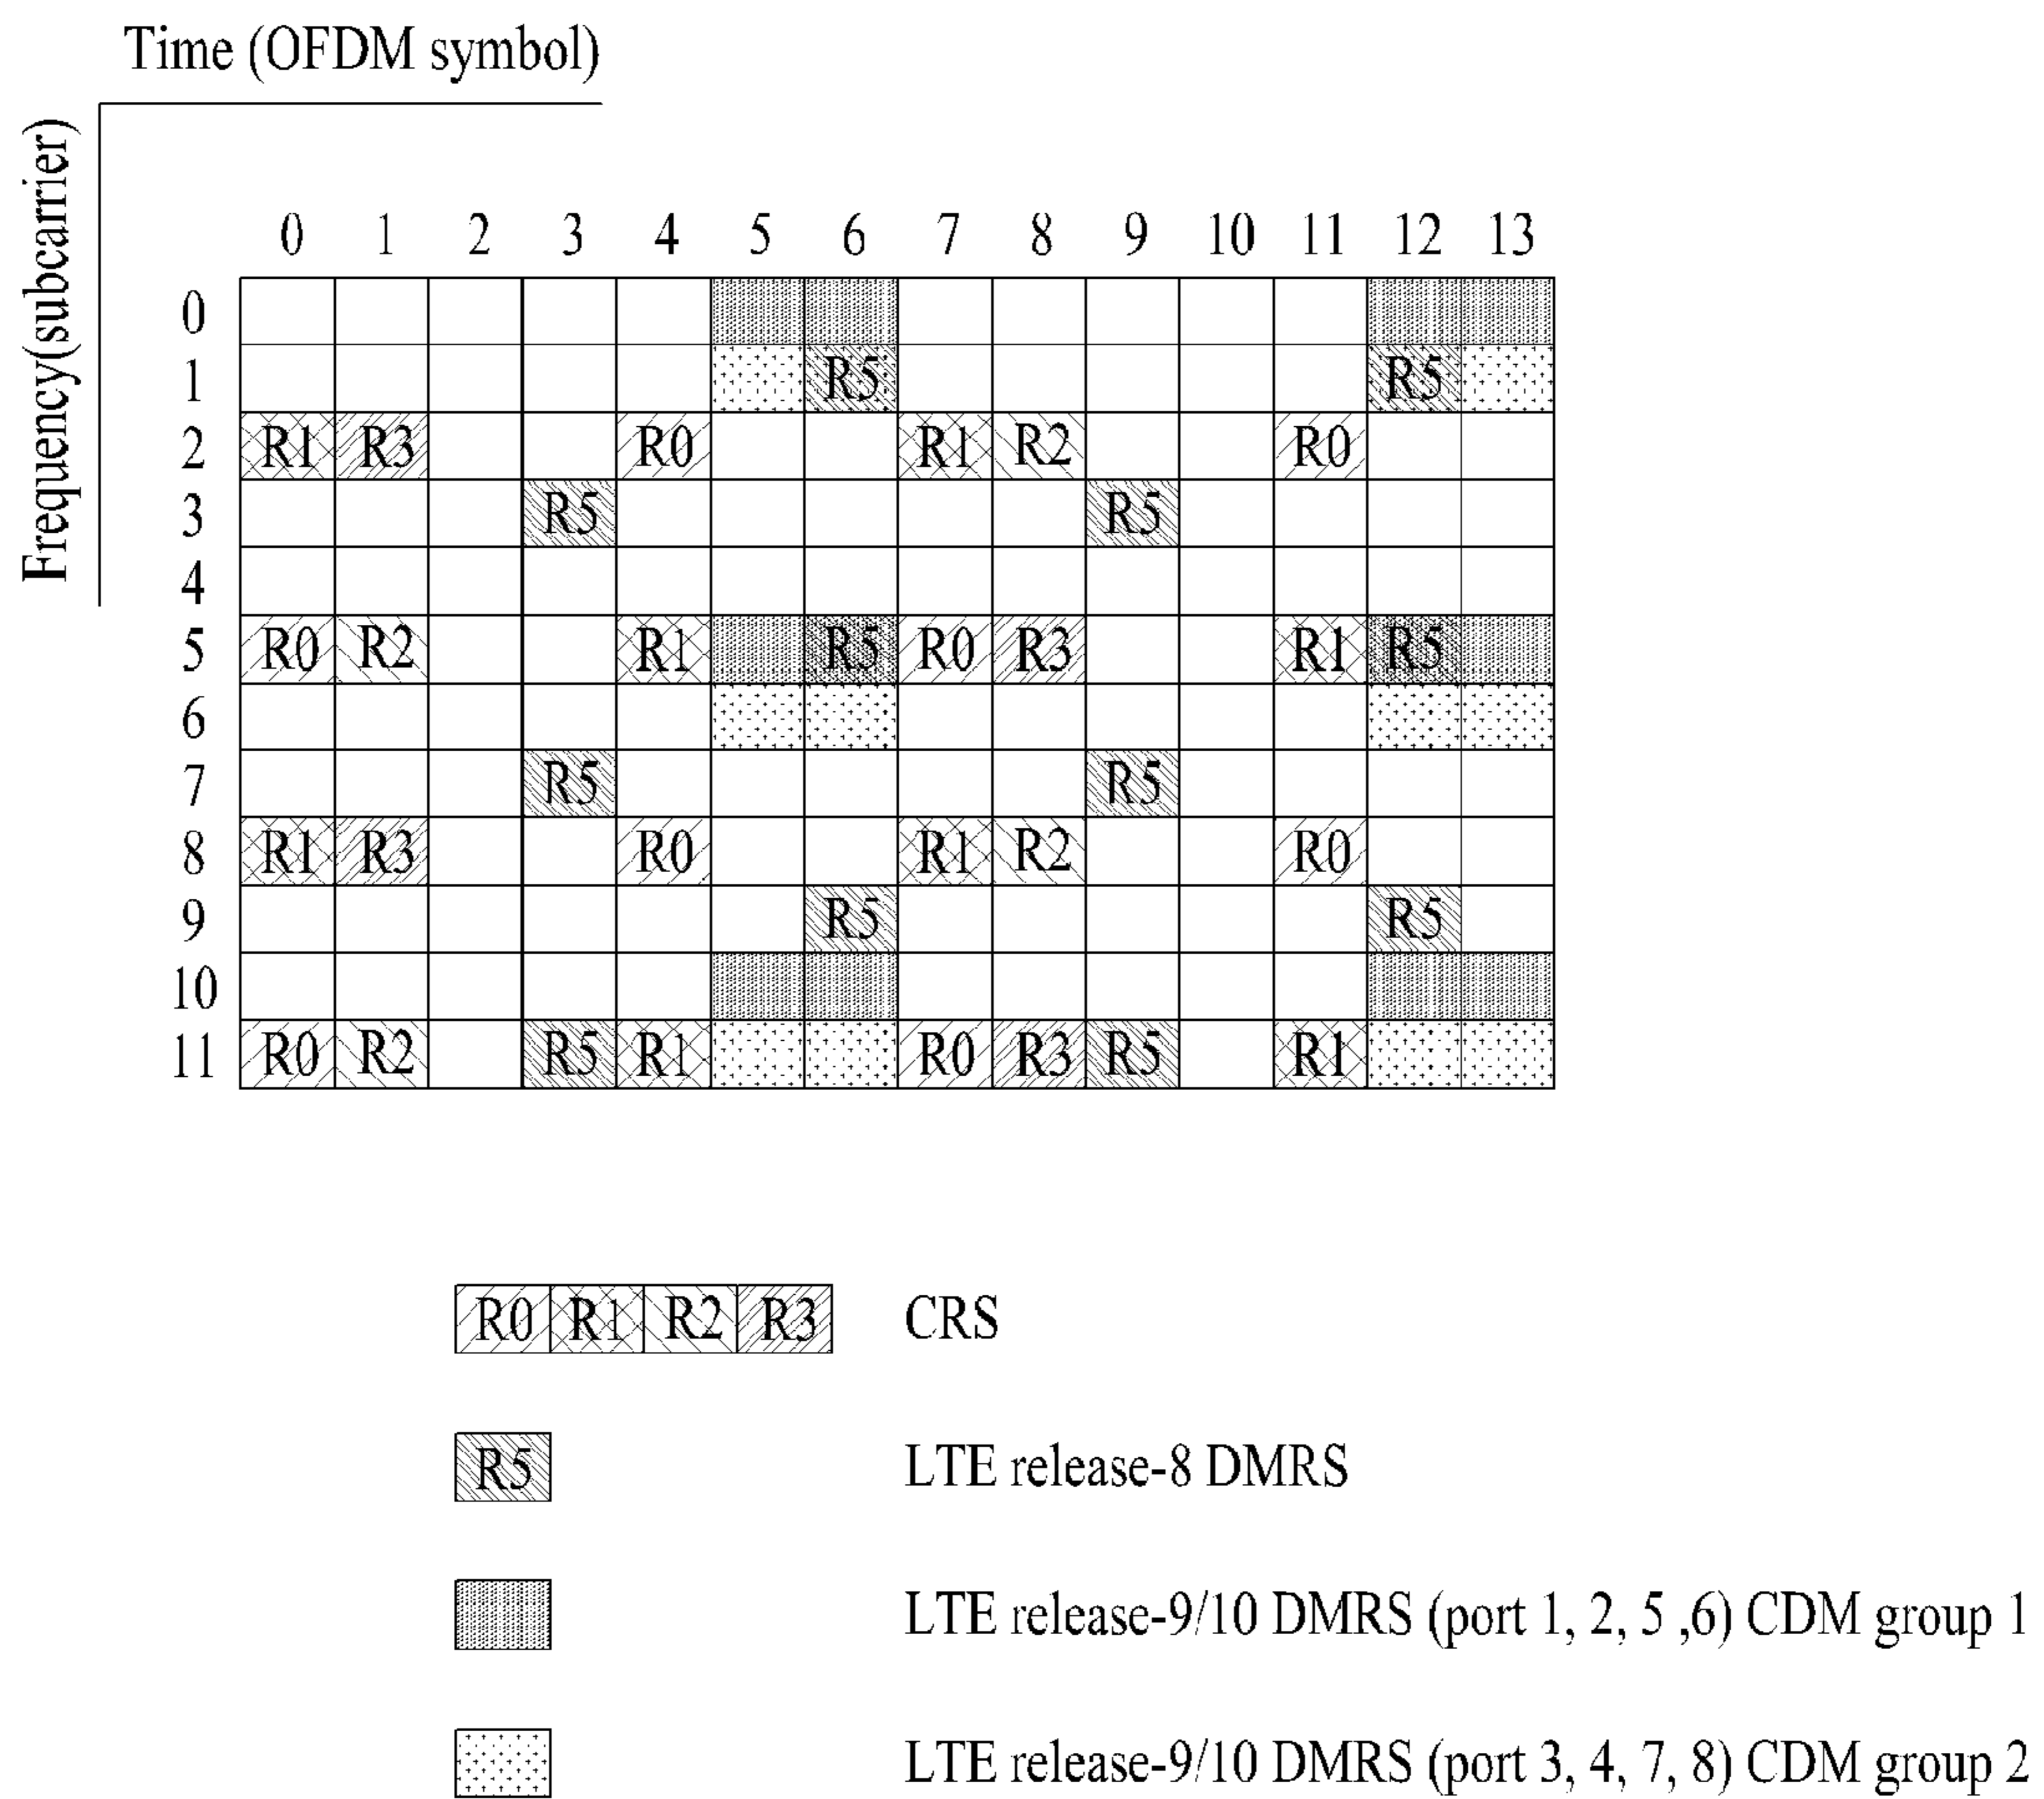 Time (OFDM symbol)
Frequency(subcarrier)
0 1 2 3 4 5 6 7 8 9 10 11 12 13
0
1 R5 R5
2 R1 R3 R0 R1 R2 R0
3 R5 R5
4
5 R0 R2 R1 R5 R0 R3 R1 R5
6
7 R5 R5
8 R1 R3 R0 R1 R2 R0
9 R5 R5
10
11 R0 R2 R5 R1 R0 R3 R5 R1
R0 R1 R2 R3 CRS
R5 LTE release-8 DMRS
LTE release-9/10 DMRS (port 1, 2, 5 ,6) CDM group 1
LTE release-9/10 DMRS (port 3, 4, 7, 8) CDM group 2